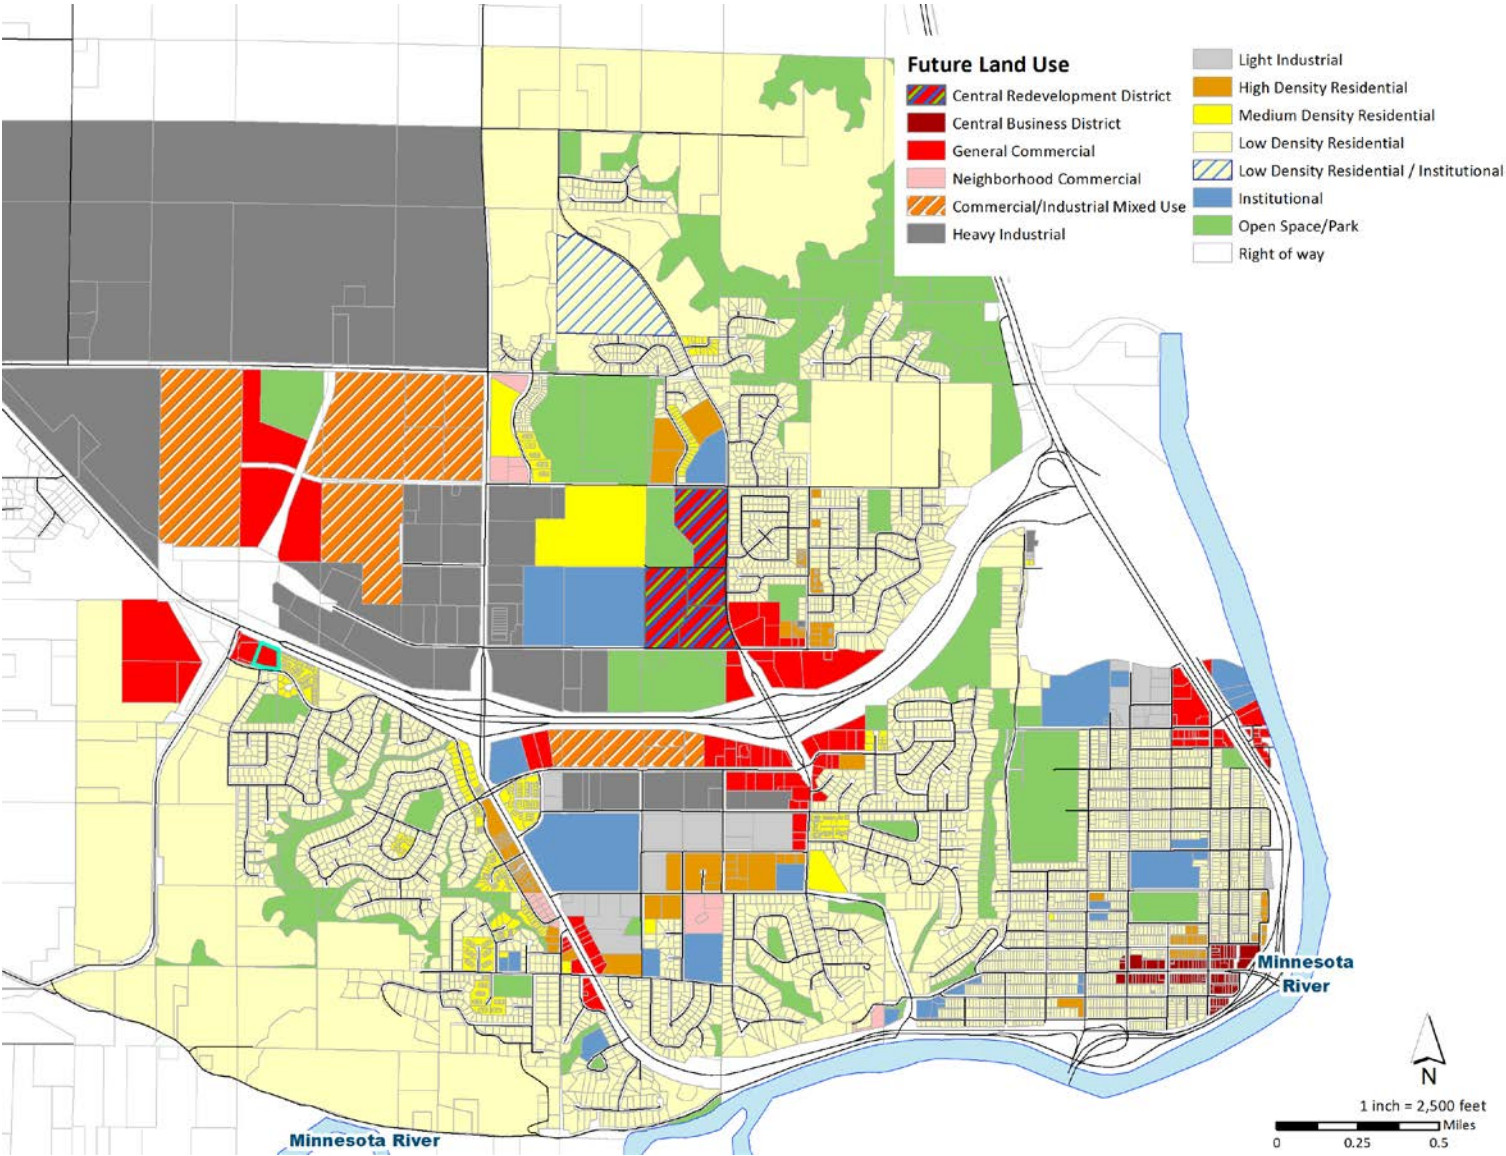 Future Land Use
Central Redevelopment District
Central Business District
General Commercial
Neighborhood Commercial
Commercial/Industrial Mixed Use
Heavy Industrial
Light Industrial
High Density Residential
Medium Density Residential
Low Density Residential
Low Density Residential / Institutional
Institutional
Open Space/Park
Right of way
Minnesota
River
Minnesota River
N
1 inch = 2,500 feet
Miles
0 0.25 0.5